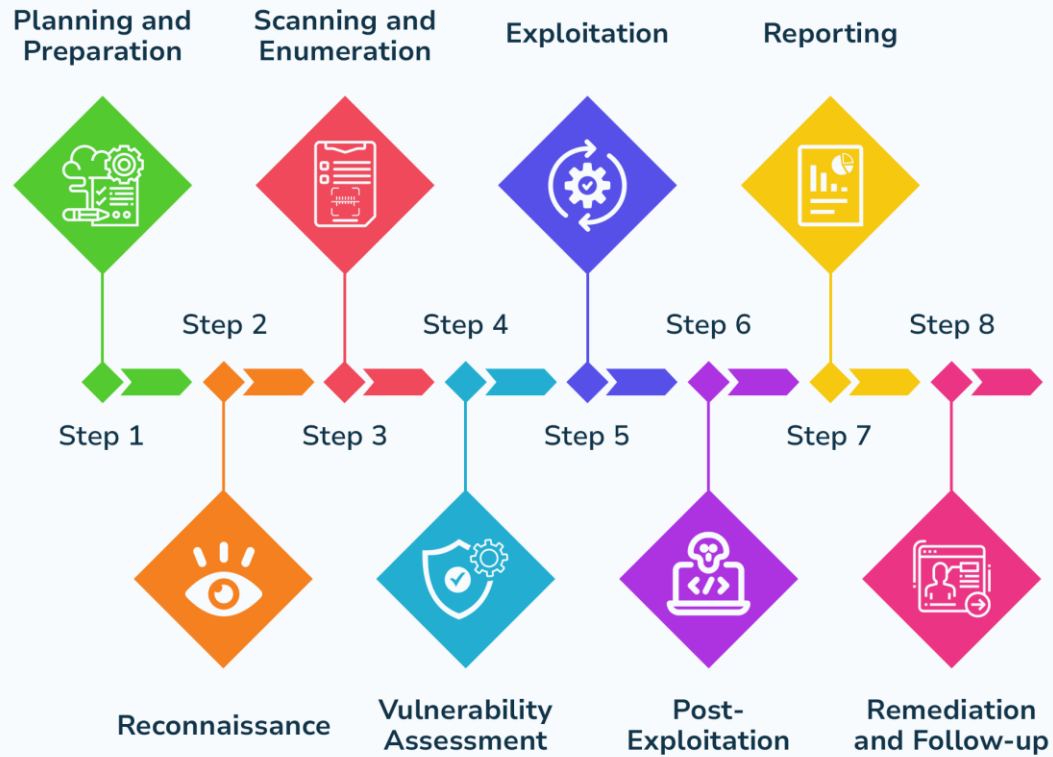 Planning and
Preparation
Scanning and
Enumeration
Exploitation
Reporting
Step 2
Step 4
Step 6
Step 8
Step 1
Step 3
Step 5
Step 7
Reconnaissance
Vulnerability
Assessment
Post-
Exploitation
Remediation
and Follow-up